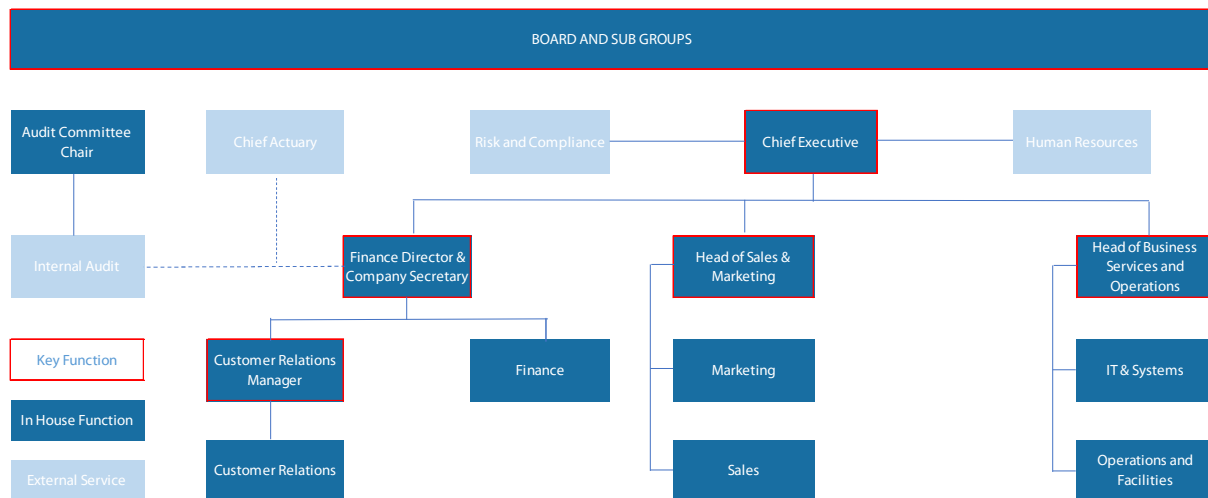 BOARD AND SUB GROUPS
Audit Committee
Chair
Chief Actuary
Risk and Compliance
Chief Executive
Human Resources
Internal Audit
Finance Director &
Company Secretary
Head of Sales &
Marketing
Head of Business
Services and
Operations
Key Function
Customer Relations
Manager
Finance
Marketing
IT & Systems
In House Function
External Service
Customer Relations
Sales
Operations and
Facilities